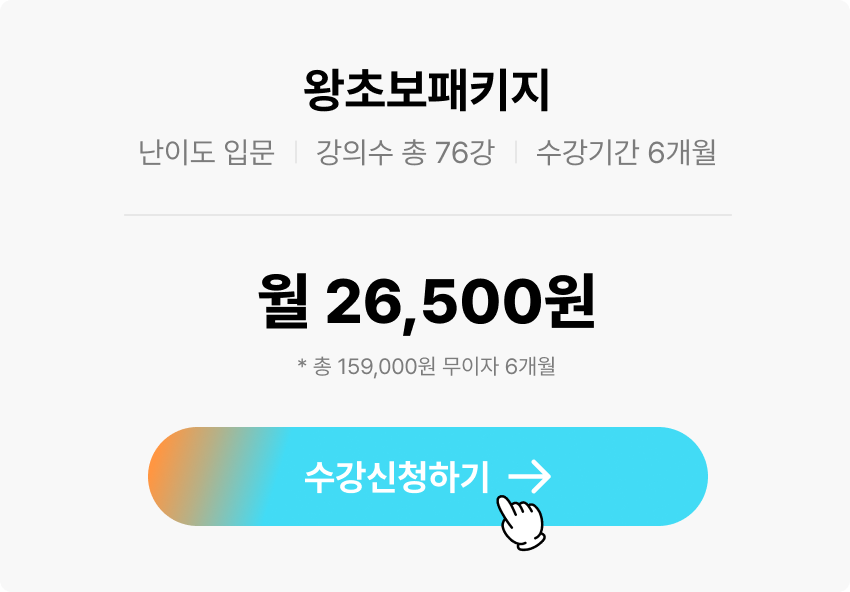 왕초보패키지
난이도 입문 | 강의수 총 76강 | 수강기간 6개월
월 26,500원
* 총 159,000원 무이자 6개월
수강신청하기 →